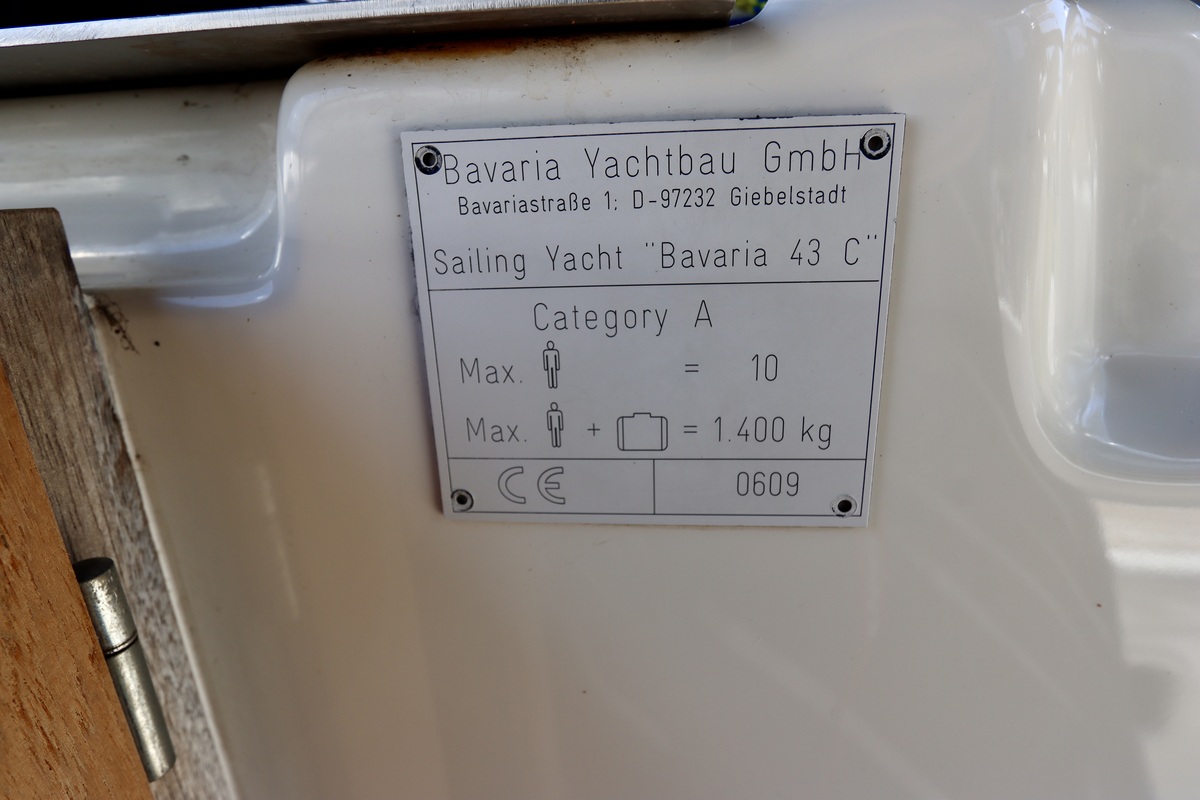 Bavaria Yachtbau GmbH
Bavariastraße 1; D-97232 Giebelstadt
Sailing Yacht "Bavaria 43 C"
Category A
Max. = 10
Max. + = 1.400 kg
CE 0609